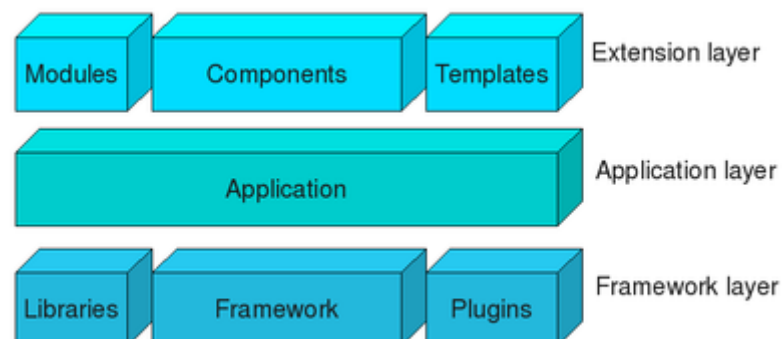 Modules Components Templates Extension layer
Application Application layer
Libraries Framework Plugins Framework layer